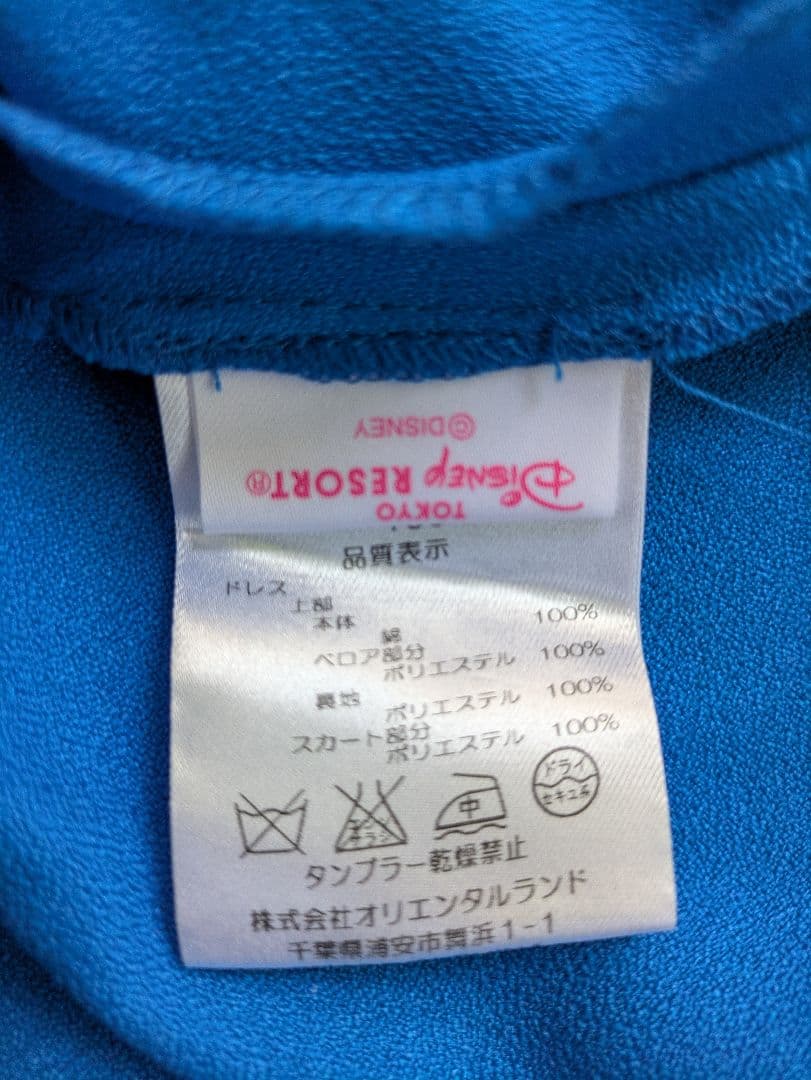 TOKYO
DISNEY RESORT®
©DISNEY
品質表示
ドレス
上部
本体
綿 100%
ベロア部分
ポリエステル 100%
裏地
ポリエステル 100%
スカート部分
ポリエステル 100%
中
ドライ
セキユ系
タンブラー乾燥禁止
株式会社オリエンタルランド
千葉県浦安市舞浜1-1